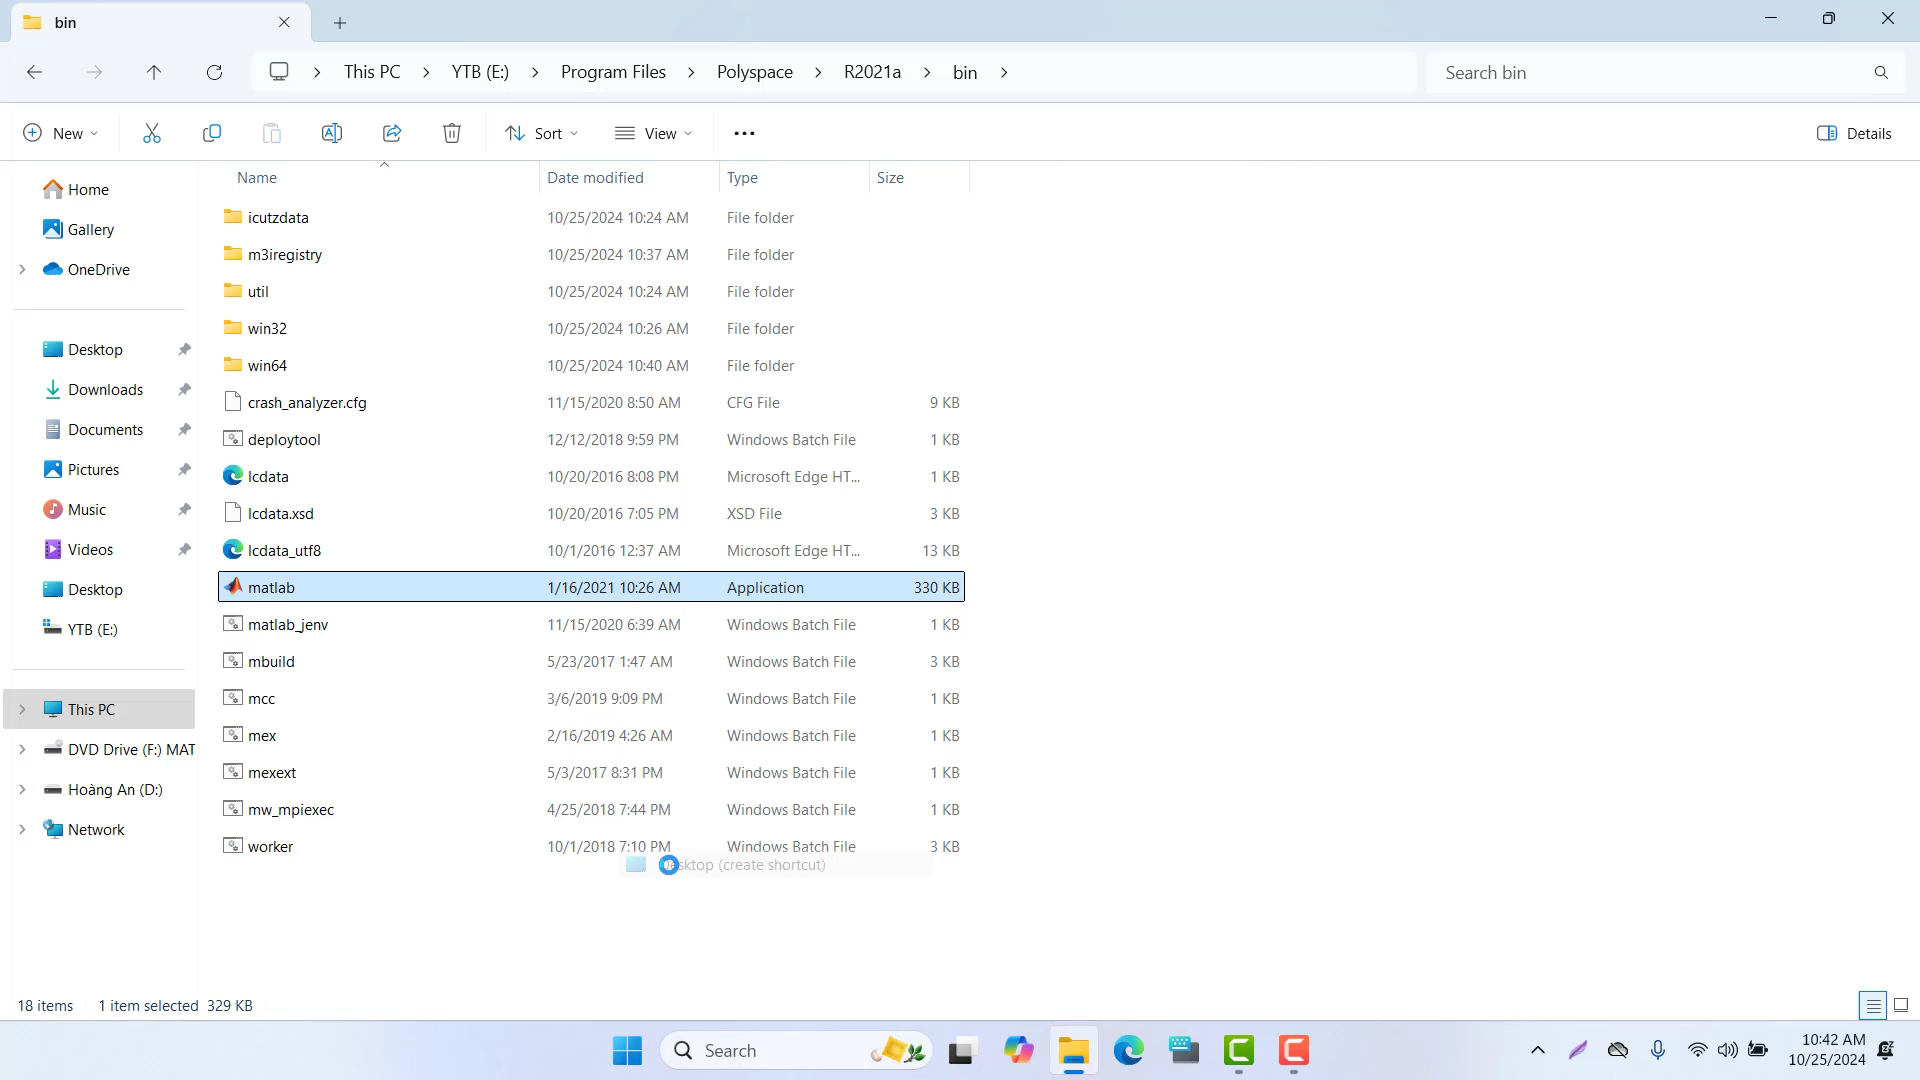 bin
This PC YTB (E:) Program Files Polyspace R2021a bin
Search bin
New Sort View Details
Name Date modified Type Size
icutzdata 10/25/2024 10:24 AM File folder
m3iregistry 10/25/2024 10:37 AM File folder
util 10/25/2024 10:24 AM File folder
win32 10/25/2024 10:26 AM File folder
win64 10/25/2024 10:40 AM File folder
crash_analyzer.cfg 11/15/2020 8:50 AM CFG File 9 KB
deploytool 12/12/2018 9:59 PM Windows Batch File 1 KB
lcdata 10/20/2016 8:08 PM Microsoft Edge HT... 1 KB
lcdata.xsd 10/20/2016 7:05 PM XSD File 3 KB
lcdata_utf8 10/1/2016 12:37 AM Microsoft Edge HT... 13 KB
matlab 1/16/2021 10:26 AM Application 330 KB
matlab_jenv 11/15/2020 6:39 AM Windows Batch File 1 KB
mbuild 5/23/2017 1:47 AM Windows Batch File 3 KB
mcc 3/6/2019 9:09 PM Windows Batch File 1 KB
mex 2/16/2019 4:26 AM Windows Batch File 1 KB
mexext 5/3/2017 8:31 PM Windows Batch File 1 KB
mw_mpiexec 4/25/2018 7:44 PM Windows Batch File 1 KB
worker 10/1/2018 7:10 PM Windows Batch File 3 KB
(create shortcut)
Home
Gallery
OneDrive
Desktop
Downloads
Documents
Pictures
Music
Videos
Desktop
YTB (E:)
This PC
DVD Drive (F:) MAT
Hoàng An (D:)
Network
18 items 1 item selected 329 KB
Search
10:42 AM
10/25/2024